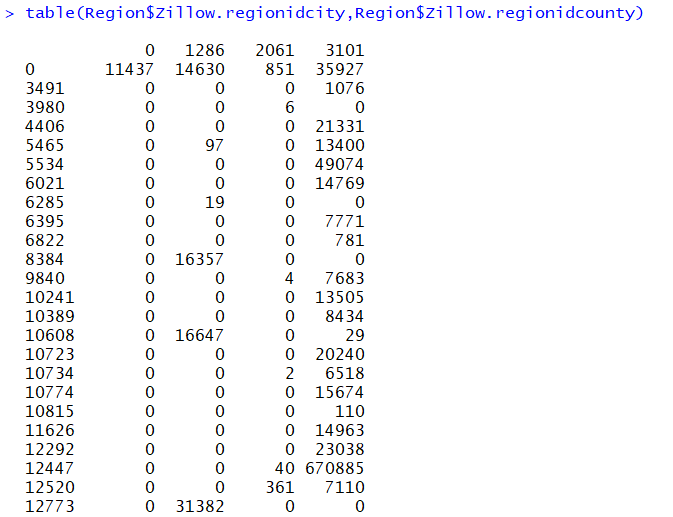 > table(Region$Zillow.regionidcity,Region$Zillow.regionidcounty)
0 1286 2061 3101
0 11437 14630 851 35927
3491 0 0 0 1076
3980 0 0 6 0
4406 0 0 0 21331
5465 0 97 0 13400
5534 0 0 0 49074
6021 0 0 0 14769
6285 0 19 0 0
6395 0 0 0 7771
6822 0 0 0 781
8384 0 16357 0 0
9840 0 0 4 7683
10241 0 0 0 13505
10389 0 0 0 8434
10608 0 16647 0 29
10723 0 0 0 20240
10734 0 0 2 6518
10774 0 0 0 15674
10815 0 0 0 110
11626 0 0 0 14963
12292 0 0 0 23038
12447 0 0 40 670885
12520 0 0 361 7110
12773 0 31382 0 0